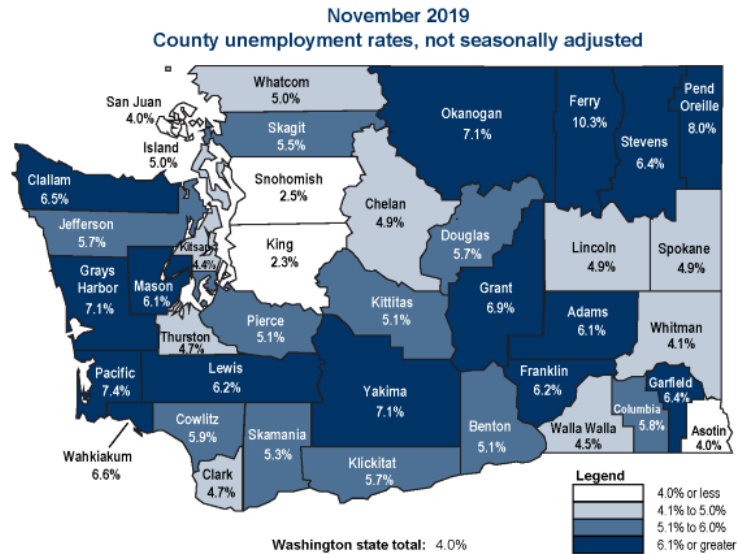 November 2019
County unemployment rates, not seasonally adjusted
Whatcom
5.0%
San Juan
4.0%
Skagit
5.5%
Island
5.0%
Okanogan
7.1%
Ferry
10.3%
Pend
Oreille
8.0%
Stevens
6.4%
Clallam
6.5%
Snohomish
2.5%
Chelan
4.9%
Jefferson
5.7%
Kitsap
4.4%
King
2.3%
Douglas
5.7%
Lincoln
4.9%
Spokane
4.9%
Grays
Harbor
7.1%
Mason
6.1%
Grant
6.9%
Kittitas
5.1%
Adams
6.1%
Pierce
5.1%
Thurston
4.7%
Whitman
4.1%
Pacific
7.4%
Lewis
6.2%
Yakima
7.1%
Franklin
6.2%
Garfield
6.4%
Wahkiakum
6.6%
Cowlitz
5.9%
Skamania
5.3%
Benton
5.1%
Walla Walla
4.5%
Columbia
5.8%
Asotin
4.0%
Clark
4.7%
Klickitat
5.7%
Legend
4.0% or less
4.1% to 5.0%
5.1% to 6.0%
6.1% or greater
Washington state total: 4.0%